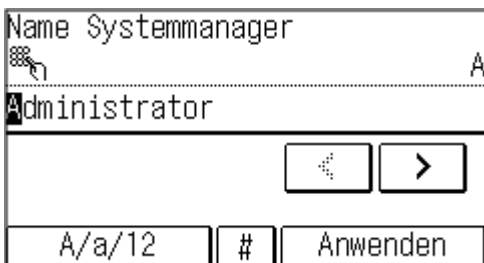 Name Systemmanager
A
Administrator
< >
A/a/12 # Anwenden